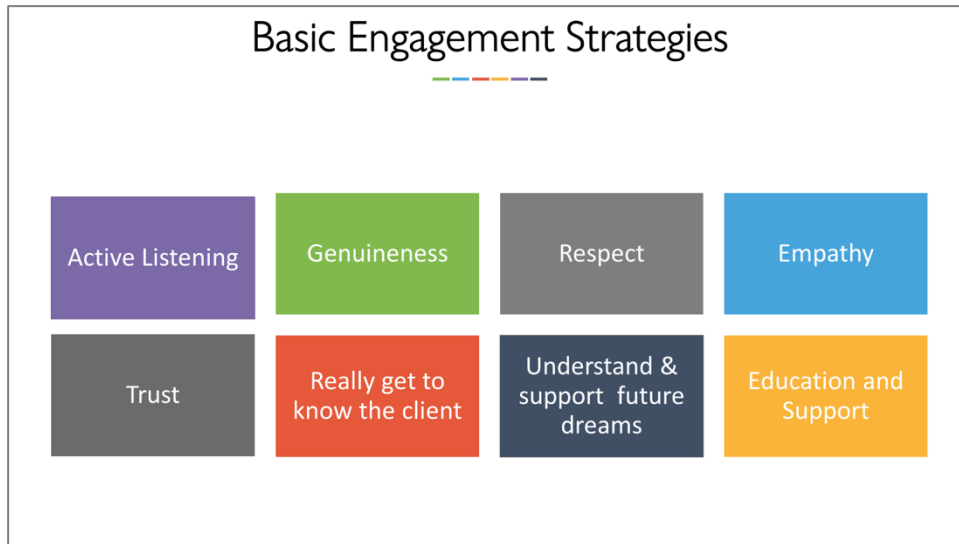 Basic Engagement Strategies
Active Listening
Genuineness
Respect
Empathy
Trust
Really get to
know the client
Understand &
support future
dreams
Education and
Support